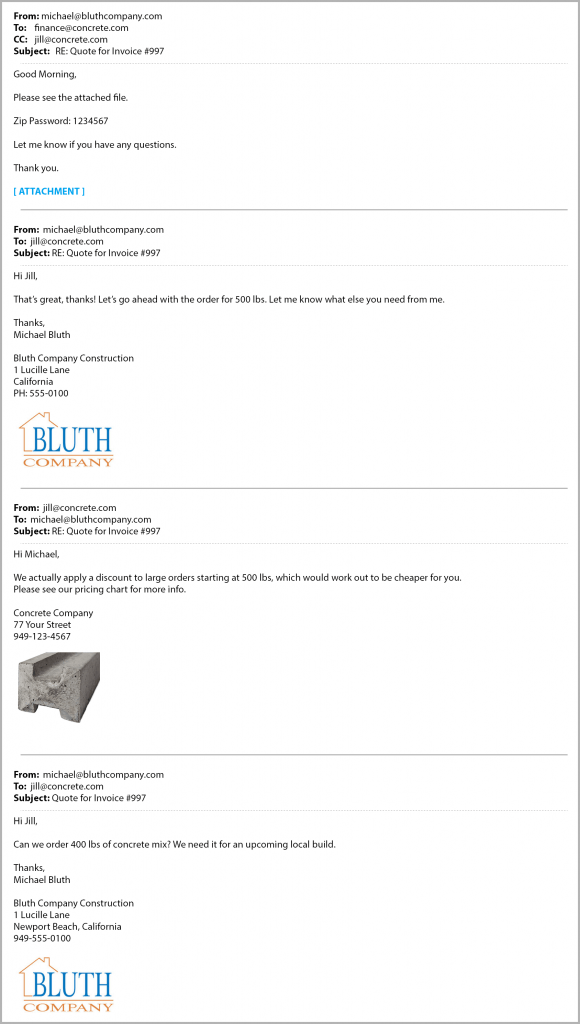 From: michael@bluthcompany.com
To: finance@concrete.com
CC: jill@concrete.com
Subject: RE: Quote for Invoice #997
Good Morning,
Please see the attached file.
Zip Password: 1234567
Let me know if you have any questions.
Thank you.
[ ATTACHMENT ]
From: michael@bluthcompany.com
To: jill@concrete.com
Subject: RE: Quote for Invoice #997
Hi Jill,
That's great, thanks! Let's go ahead with the order for 500 lbs. Let me know what else you need from me.
Thanks,
Michael Bluth
Bluth Company Construction
1 Lucille Lane
California
PH: 555-0100
BLUTH
COMPANY
From: jill@concrete.com
To: michael@bluthcompany.com
Subject: RE: Quote for Invoice #997
Hi Michael,
We actually apply a discount to large orders starting at 500 lbs, which would work out to be cheaper for you.
Please see our pricing chart for more info.
Concrete Company
77 Your Street
949-123-4567
From: michael@bluthcompany.com
To: jill@concrete.com
Subject: Quote for Invoice #997
Hi Jill,
Can we order 400 lbs of concrete mix? We need it for an upcoming local build.
Thanks,
Michael Bluth
Bluth Company Construction
1 Lucille Lane
Newport Beach, California
949-555-0100
BLUTH
COMPANY